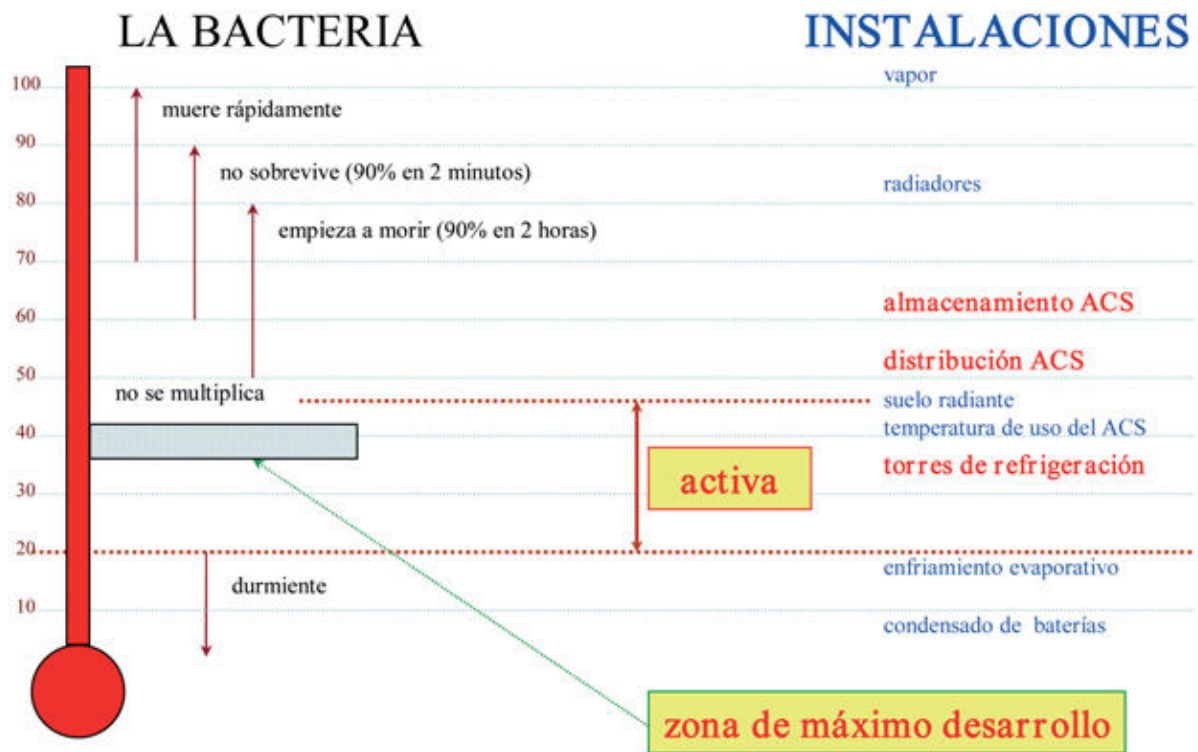 LA BACTERIA
INSTALACIONES
100
vapor
muere rápidamente
90
no sobrevive (90% en 2 minutos)
80
radiadores
empieza a morir (90% en 2 horas)
70
almacenamiento ACS
60
distribución ACS
50
no se multiplica
suelo radiante
40
temperatura de uso del ACS
activa
torres de refrigeración
30
20
enfriamiento evaporativo
durmiente
10
condensado de baterías
zona de máximo desarrollo